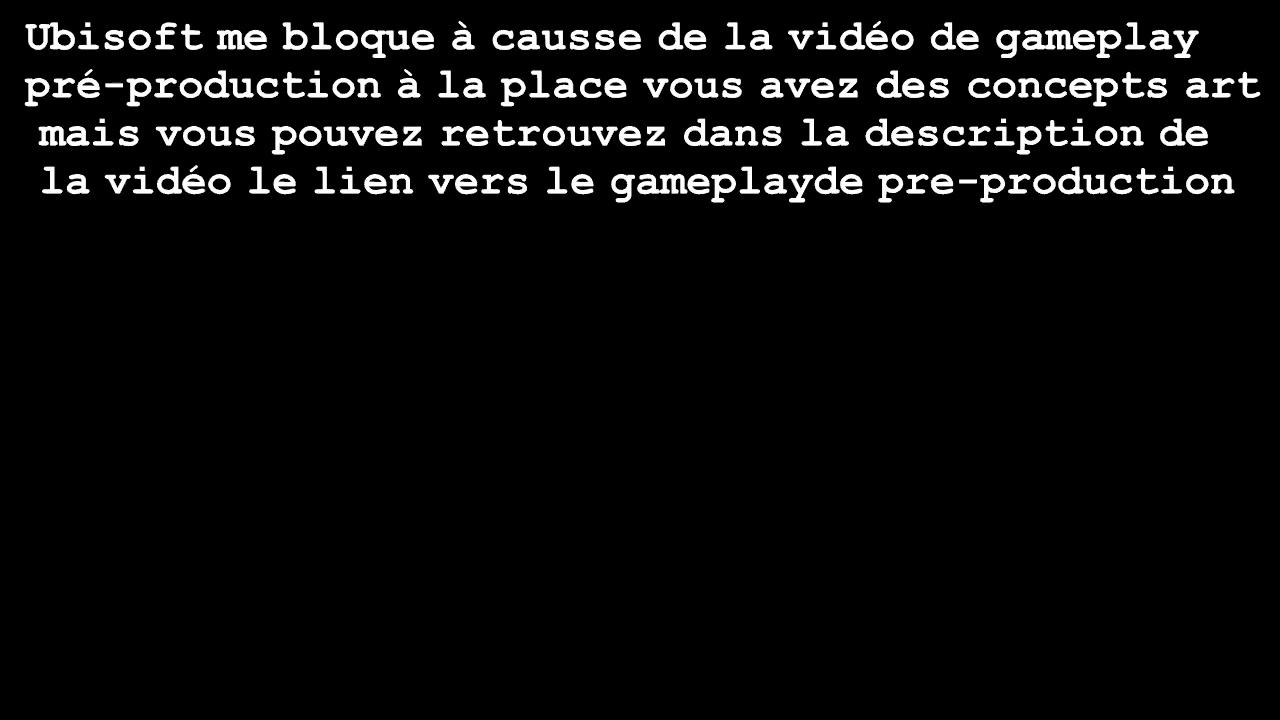 Ubisoft me bloque à causse de la vidéo de gameplay
pré-production à la place vous avez des concepts art
mais vous pouvez retrouvez dans la description de
la vidéo le lien vers le gameplayde pre-production